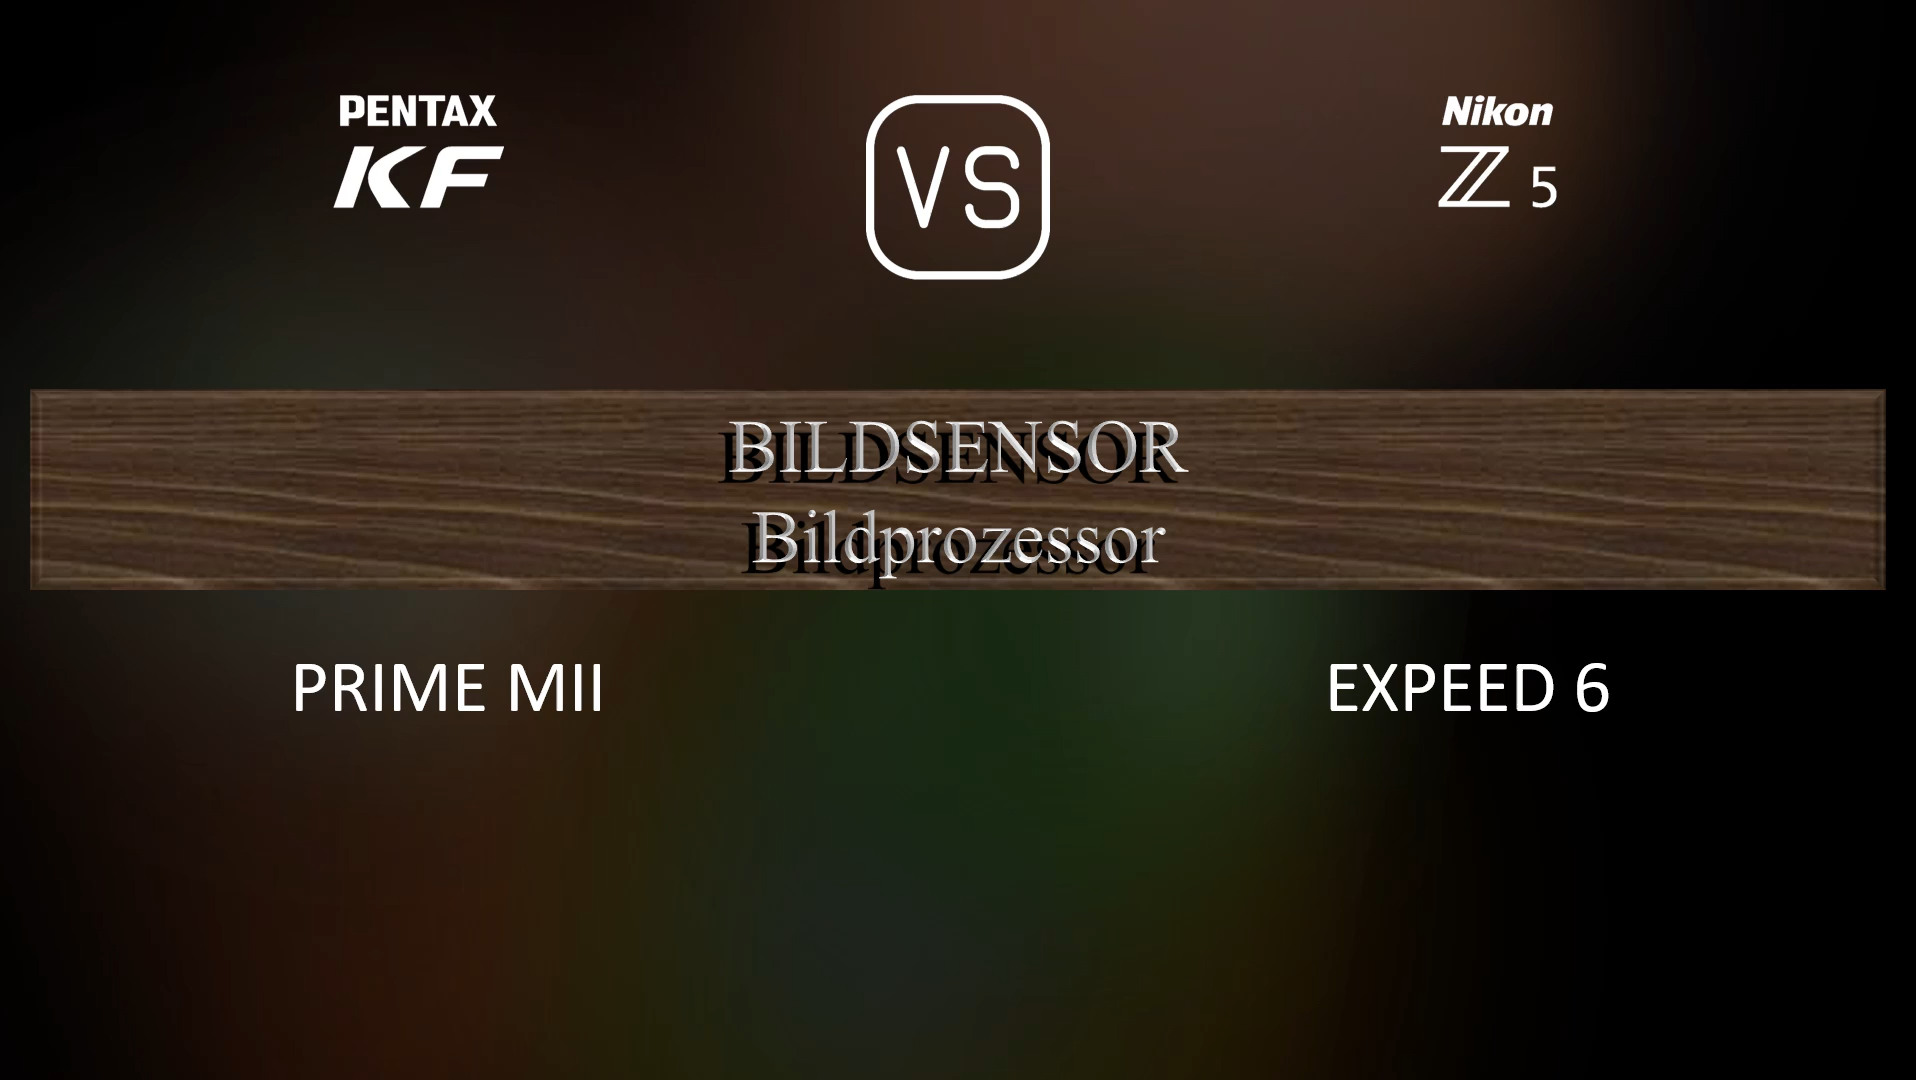 PENTAX
KF
VS
Nikon
Z 5
BILDSENSOR
Bildprozessor
PRIME MII
EXPEED 6